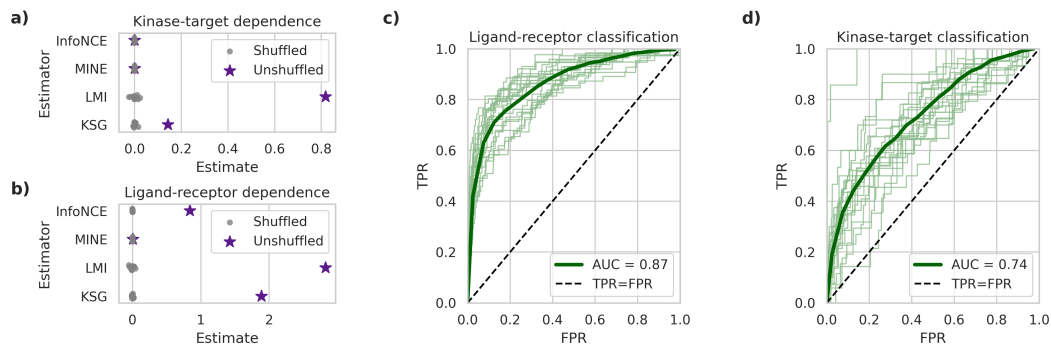 a)
Kinase-target dependence
Estimator
InfoNCE
MINE
LMI
KSG
Shuffled
Unshuffled
0.0 0.2 0.4 0.6 0.8
Estimate
b)
Ligand-receptor dependence
Estimator
InfoNCE
MINE
LMI
KSG
Shuffled
Unshuffled
0 1 2
Estimate
c)
Ligand-receptor classification
TPR
1.0
0.8
0.6
0.4
0.2
0.0
AUC = 0.87
TPR=FPR
0.0 0.2 0.4 0.6 0.8 1.0
FPR
d)
Kinase-target classification
TPR
1.0
0.8
0.6
0.4
0.2
0.0
AUC = 0.74
TPR=FPR
0.0 0.2 0.4 0.6 0.8 1.0
FPR